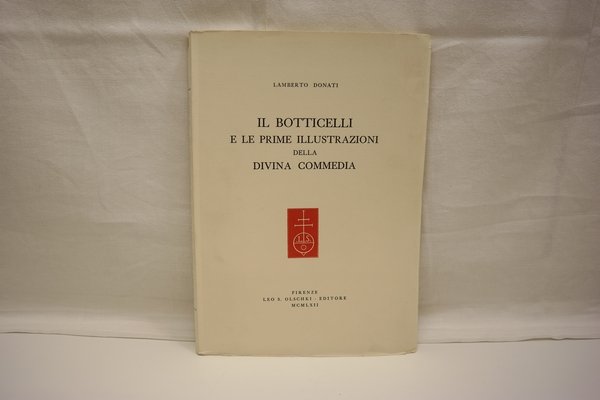 LAMBERTO DONATI
IL BOTTICELLI
E LE PRIME ILLUSTRAZIONI
DELLA
DIVINA COMMEDIA
L S
FIRENZE
LEO S. OLSCHKI - EDITORE
MCMLXII